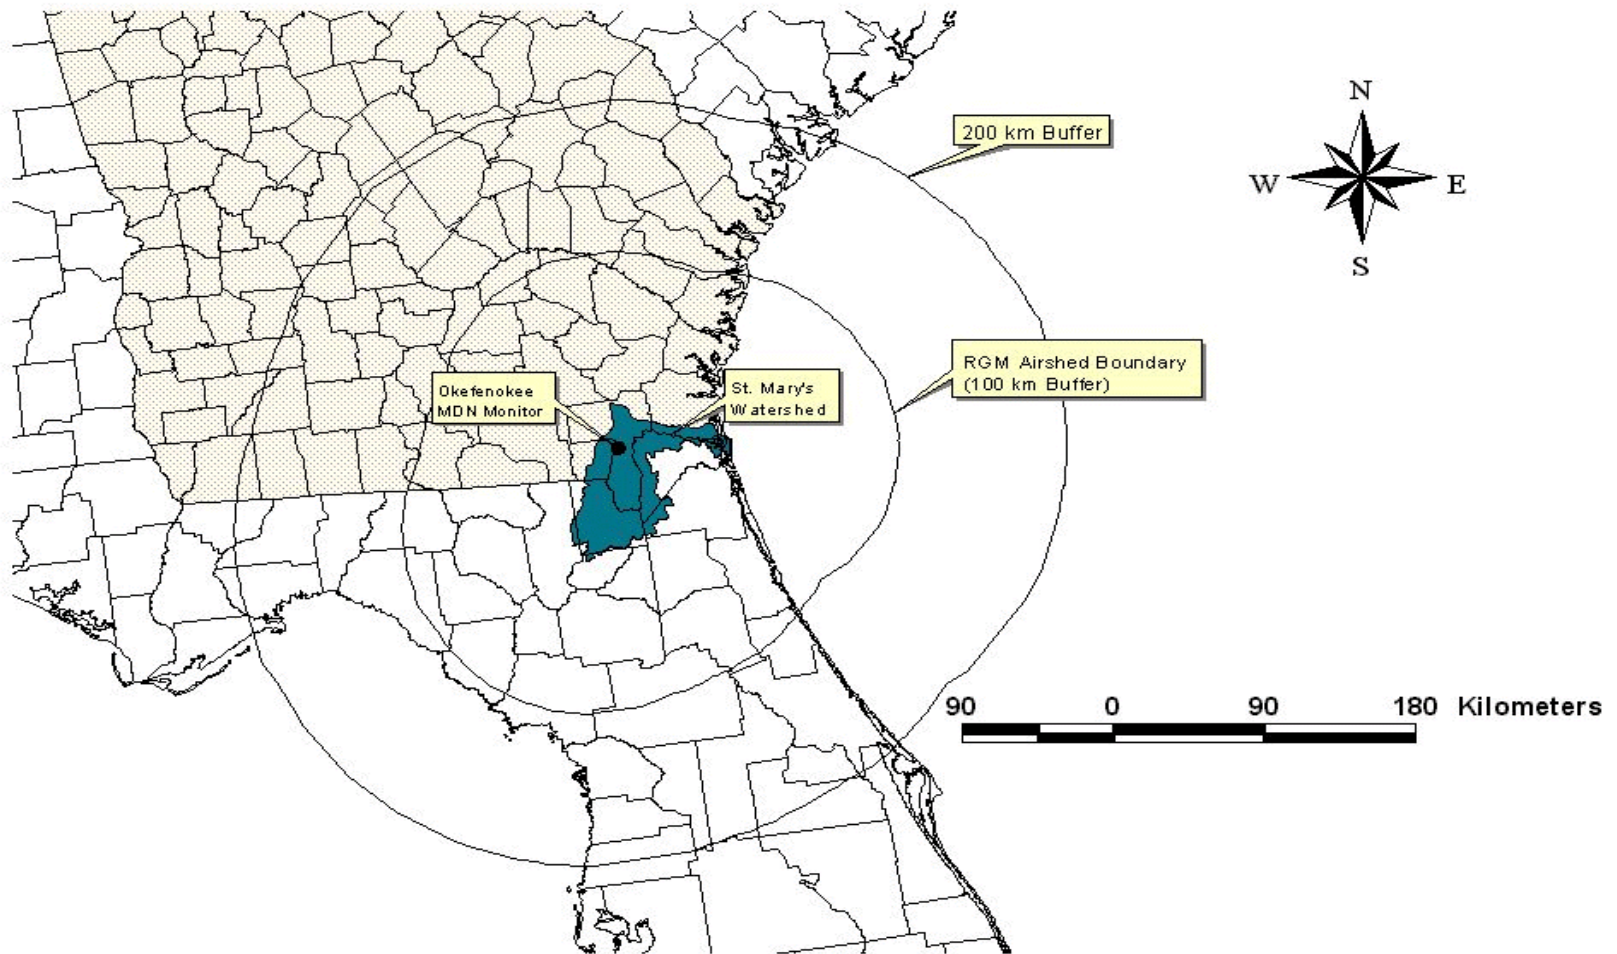 N
200 km Buffer
W
E
S
RGM Airshed Boundary
(100 km Buffer)
Okefenokee
MDN Monitor
St. Mary's
Watershed
90 0 90 180 Kilometers